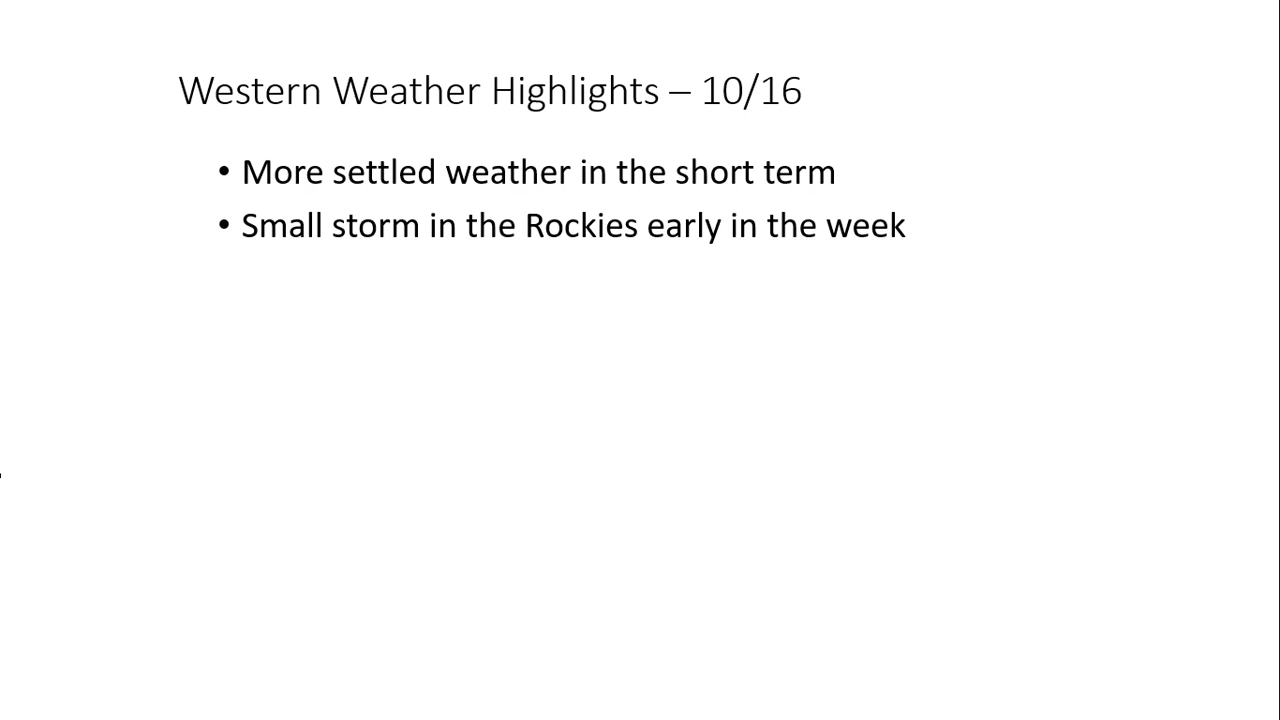 Western Weather Highlights – 10/16
• More settled weather in the short term
• Small storm in the Rockies early in the week